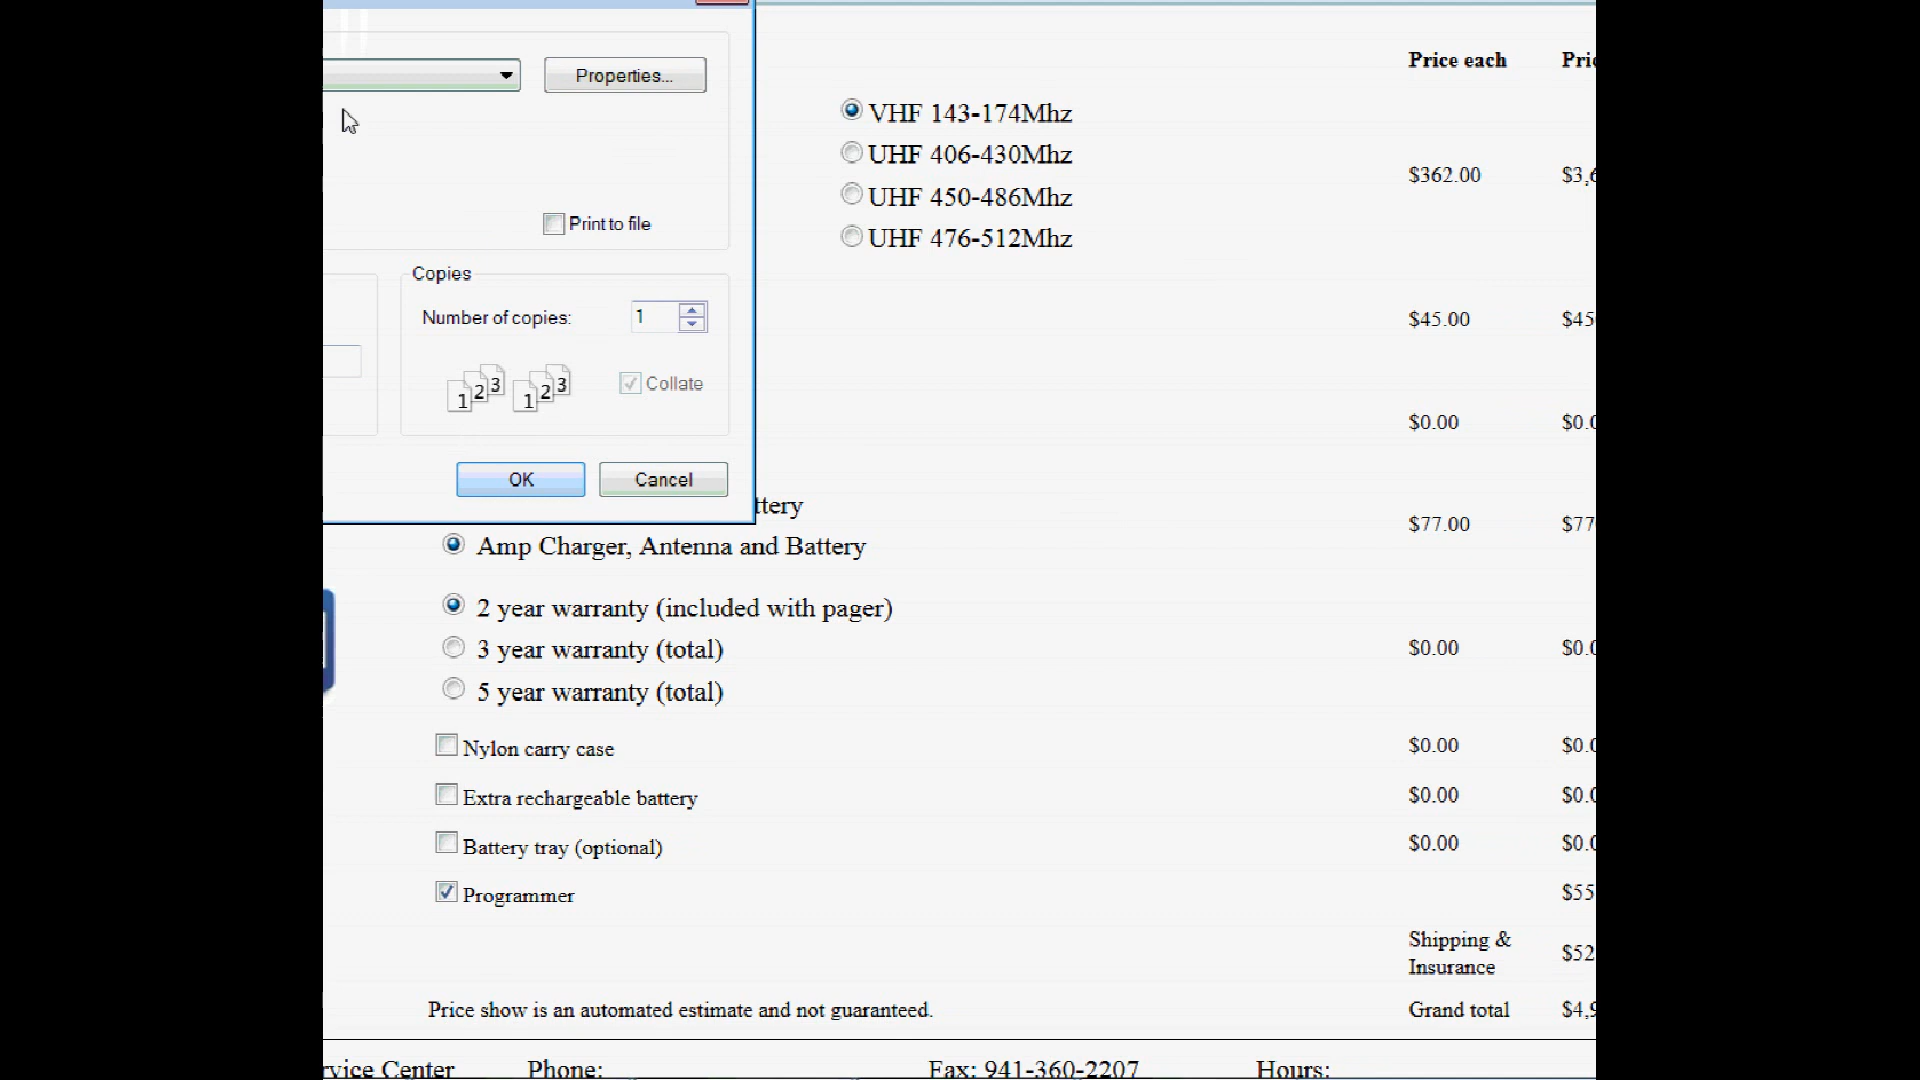 Properties...
Print to file
Copies
Number of copies: 1
1 2 3 1 2 3
Collate
OK Cancel
Price each
VHF 143-174Mhz
UHF 406-430Mhz
$362.00
UHF 450-486Mhz
UHF 476-512Mhz
$45.00
$0.00
$77.00
Amp Charger, Antenna and Battery
2 year warranty (included with pager)
3 year warranty (total) $0.00
5 year warranty (total)
Nylon carry case $0.00
Extra rechargeable battery $0.00
Battery tray (optional) $0.00
Programmer
Shipping &
Insurance
Price show is an automated estimate and not guaranteed. Grand total
Center Phone: Fax: 941-360-2207 Hours: